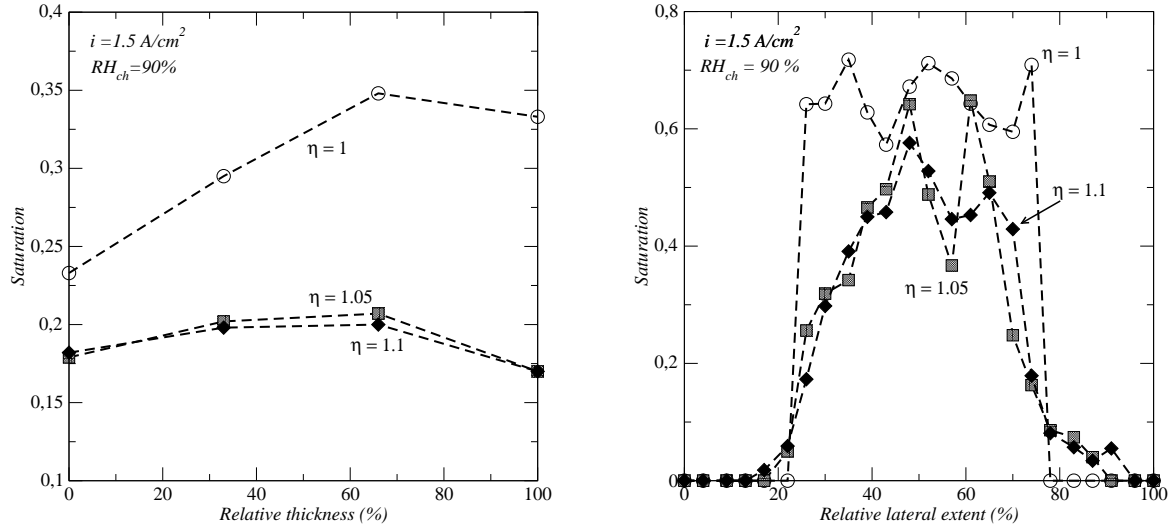 0,4
0,35
0,3
0,25
0,2
0,15
0,1
Saturation
0 20 40 60 80 100
Relative thickness (%)
i =1.5 A/cm²
RH_ch=90%
η = 1
η = 1.05
η = 1.1
0,8
0,6
0,4
0,2
0
Saturation
0 20 40 60 80 100
Relative lateral extent (%)
i =1.5 A/cm²
RH_ch = 90 %
η = 1
η = 1.1
η = 1.05